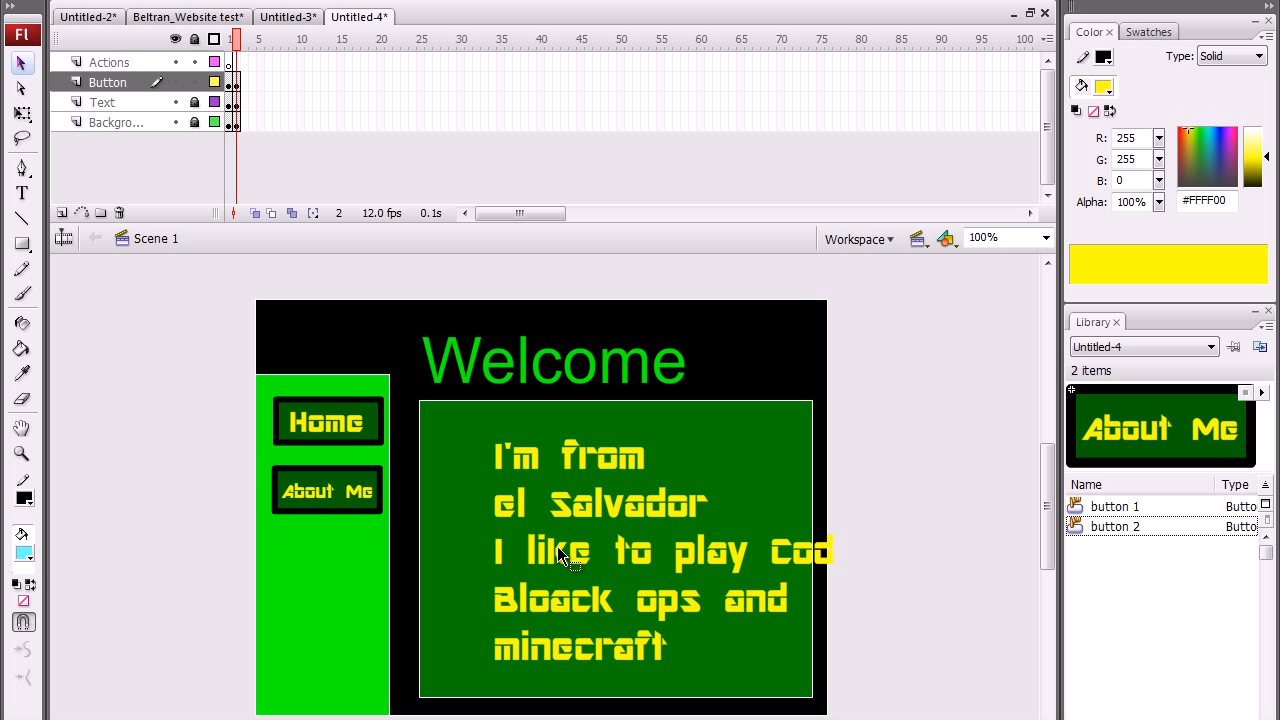 Untitled-2* Beltran_Website test* Untitled-3* Untitled-4*
Fl
1 5 10 15 20 25 30 35 40 45 50 55 60 65 70 75 80 85 90 95 100
Actions
Button
Text
Backgro...
2 12.0 fps 0.1s
Scene 1
Workspace
100%
Welcome
Home
About Me
I'm from
el Salvador
I like to play Cod
Bloack ops and
minecraft
Color Swatches
Type: Solid
R: 255
G: 255
B: 0
Alpha: 100% #FFFF00
Library
Untitled-4
2 items
About Me
Name Type
button 1 Butto
button 2 Butto